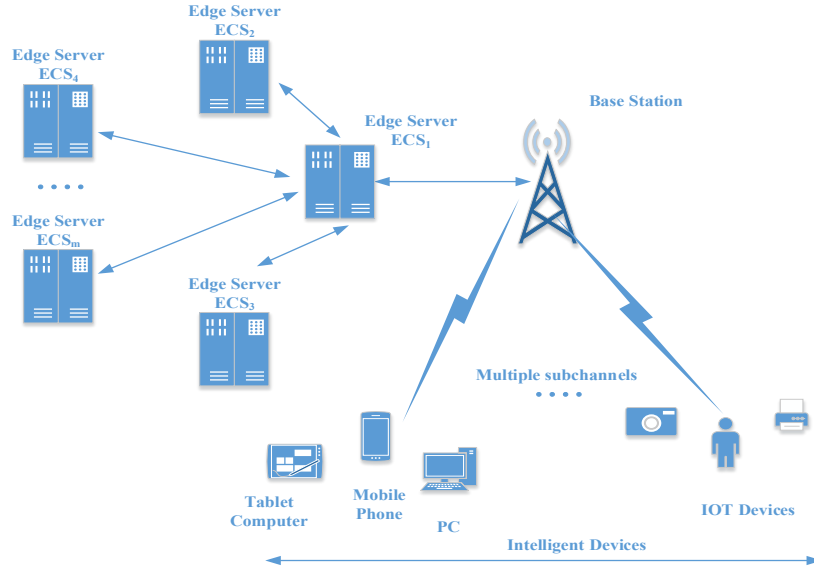 Edge Server
ECS₂
Edge Server
ECS₄
Base Station
Edge Server
ECS₁
Edge Server
ECSₘ
Edge Server
ECS₃
Multiple subchannels
Tablet
Computer
Mobile
Phone
PC
IOT Devices
Intelligent Devices